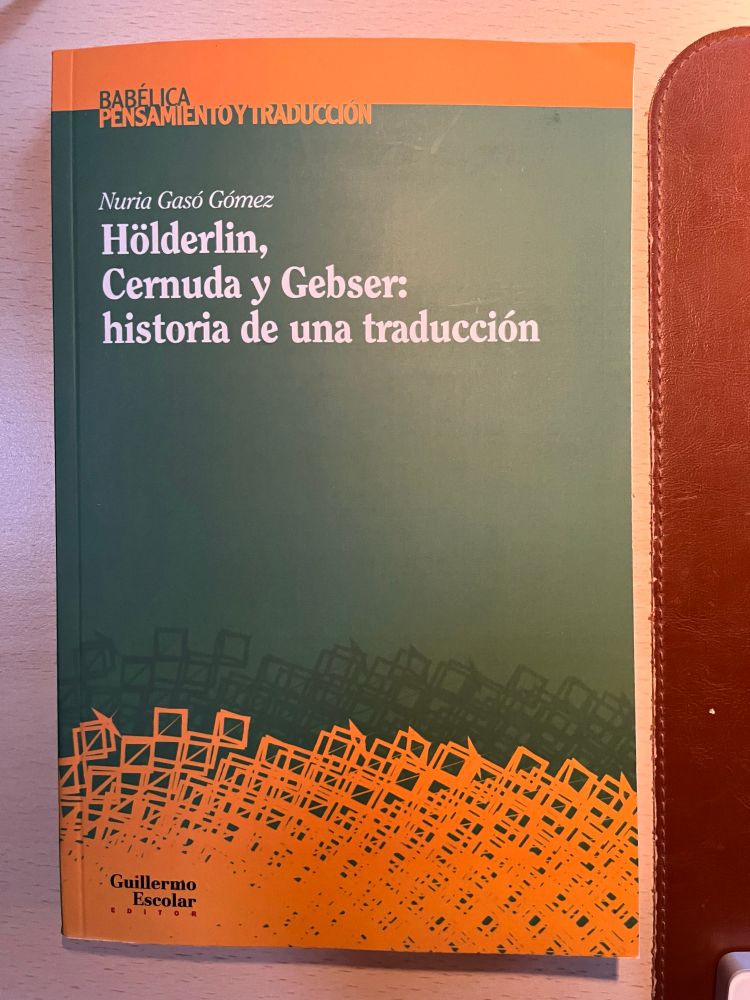 BABÉLICA
PENSAMIENTO Y TRADUCCIÓN
Nuria Gasó Gómez
Hölderlin,
Cernuda y Gebser:
historia de una traducción
Guillermo
Escolar
EDITOR